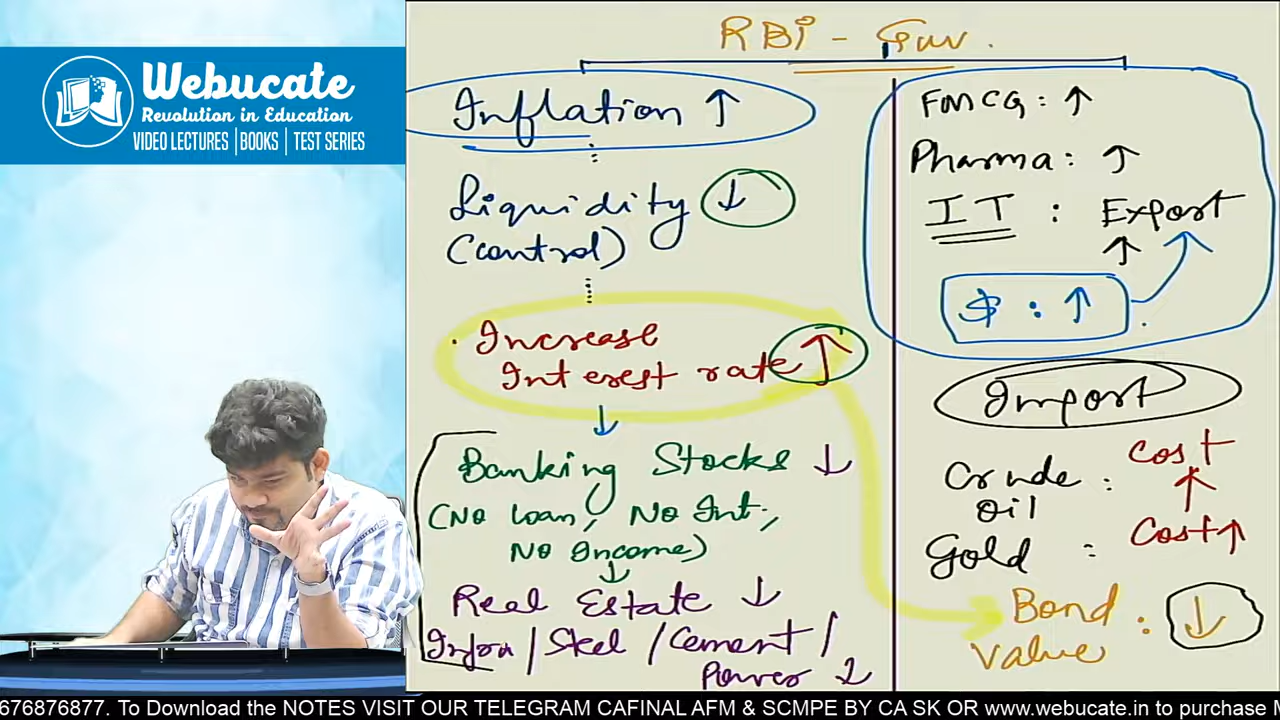 Webucate
Revolution in Education
VIDEO LECTURES | BOOKS | TEST SERIES
RBI - Guv.
Inflation ↑
Liquidity ↓
(control)
. Increase
Interest rate ↑
↓
Banking Stocks ↓
(No loan, No Int.,
No Income)
↓
Real Estate ↓
Infra / Steel / Cement /
Power ↓
FMCG : ↑
Pharma : ↑
IT : Export
↑
$ : ↑
Import
Crude Oil : Cost ↑
Gold : Cost ↑
Bond Value : ↓
676876877. To Download the NOTES VISIT OUR TELEGRAM CAFINAL AFM & SCMPE BY CA SK OR www.webucate.in to purchase